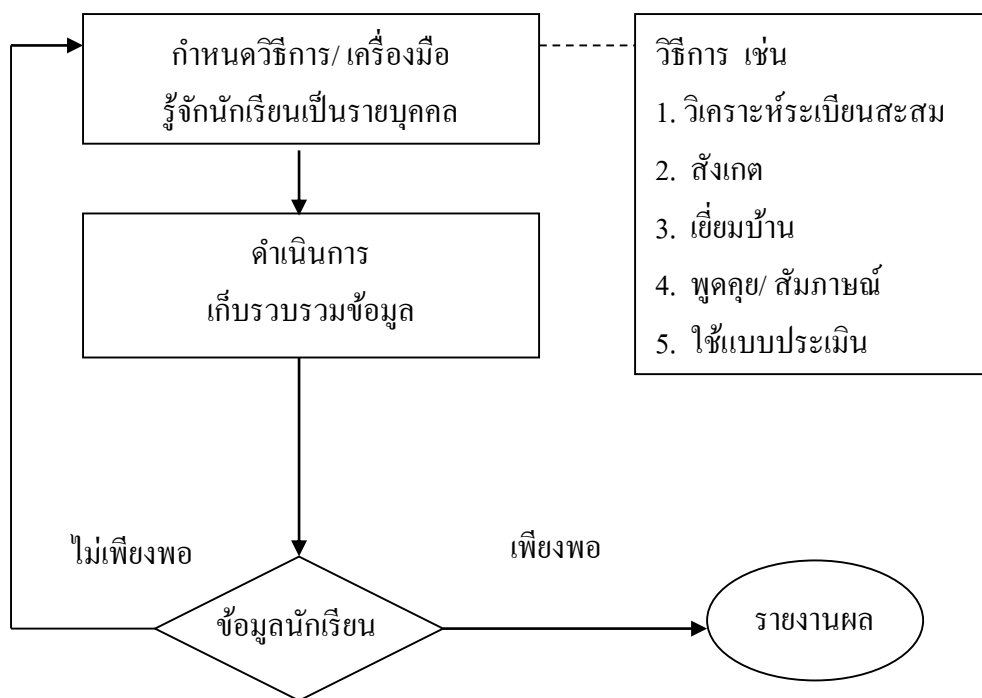 กำหนดวิธีการ/ เครื่องมือ
รู้จักนักเรียนเป็นรายบุคคล
วิธีการ เช่น
1. วิเคราะห์ระเบียนสะสม
2. สังเกต
3. เยี่ยมบ้าน
4. พูดคุย/ สัมภาษณ์
5. ใช้แบบประเมิน
ดำเนินการ
เก็บรวบรวมข้อมูล
ไม่เพียงพอ
เพียงพอ
ข้อมูลนักเรียน
รายงานผล